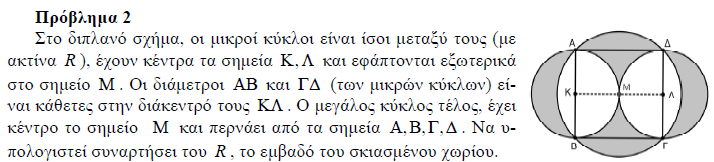 Πρόβλημα 2
Στο διπλανό σχήμα, οι μικροί κύκλοι είναι ίσοι μεταξύ τους (με
ακτίνα R), έχουν κέντρα τα σημεία Κ,Λ και εφάπτονται εξωτερικά
στο σημείο Μ. Οι διάμετροι ΑΒ και ΓΔ (των μικρών κύκλων) εί-
ναι κάθετες στην διάκεντρό τους ΚΛ. Ο μεγάλος κύκλος τέλος, έχει
κέντρο το σημείο Μ και περνάει από τα σημεία Α,Β,Γ,Δ. Να υ-
πολογιστεί συναρτήσει του R, το εμβαδό του σκιασμένου χωρίου.
Α Δ
Κ Μ Λ
D Γ